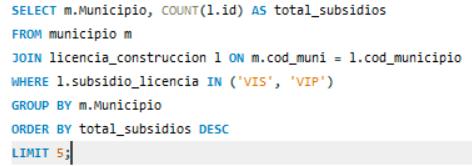 SELECT m.Municipio, COUNT(l.id) AS total_subsidios
FROM municipio m
JOIN licencia_construccion l ON m.cod_muni = l.cod_municipio
WHERE l.subsidio_licencia IN ('VIS', 'VIP')
GROUP BY m.Municipio
ORDER BY total_subsidios DESC
LIMIT 5;